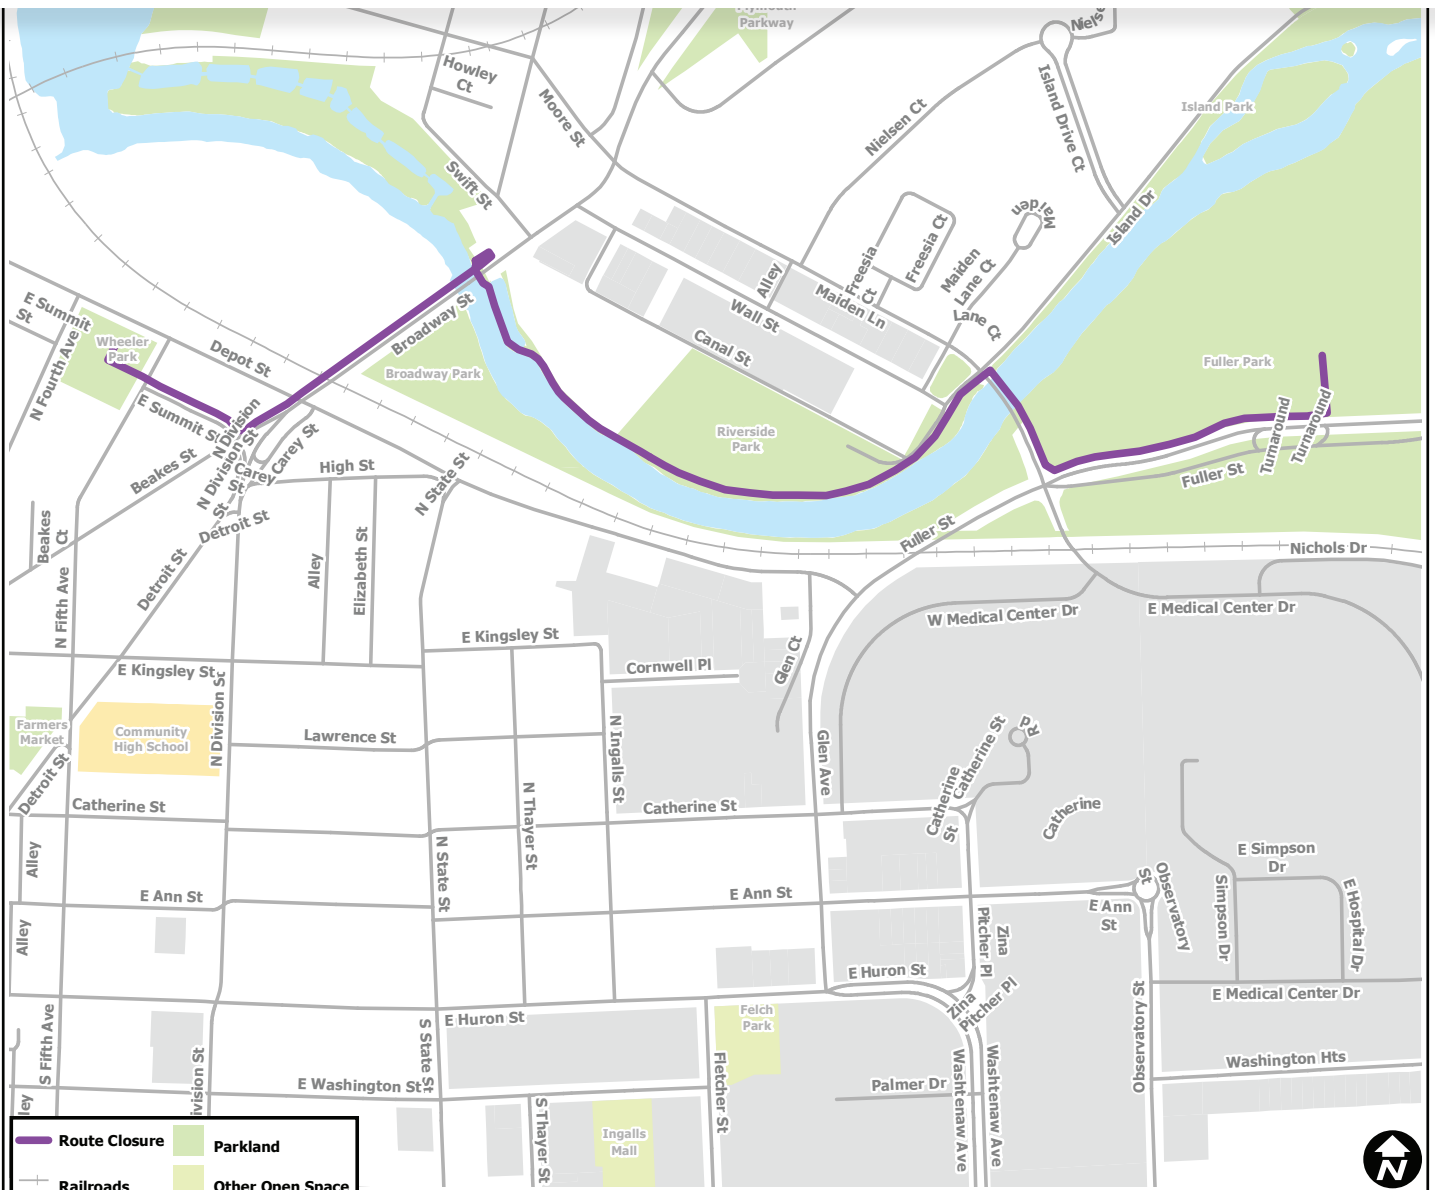 Plymouth
Parkway
Nielsen
Howley
Ct
Moore St
Island Drive Ct
Nielsen Ct
Island Park
Swift St
Maiden
Island Dr
Freesia Ct
Freesia
Ct
Maiden
Lane Ct
Alley
Maiden Ln
Lane Ct
Wall St
Canal St
E Summit
St
Wheeler
Park
N Fourth Ave
Depot St
Broadway St
Broadway Park
Fuller Park
E Summit St
N Division
N Division St
Carey St
Carey
St
Riverside
Park
Turnaround
Turnaround
Beakes St
High St
N State St
Fuller St
St
Detroit St
Fuller St
Nichols Dr
Beakes
Ct
Alley
Elizabeth St
Detroit St
N Fifth Ave
W Medical Center Dr
E Medical Center Dr
E Kingsley St
E Kingsley St
Cornwell Pl
Glen Ct
Farmers
Market
Community
High School
N Division St
Lawrence St
N Ingalls St
Glen Ave
Catherine St
Rd
Detroit St
Catherine St
N Thayer St
Catherine St
Catherine
St
Catherine
Alley
N State St
E Simpson
Dr
E Ann St
E Ann St
E Ann
St
Observatory
St
Simpson Dr
E Hospital Dr
Alley
Zina
Pitcher Pl
E Huron St
Zina
Pitcher Pl
E Medical Center Dr
Observatory St
E Huron St
Felch
Park
S Fifth Ave
S State St
Fletcher St
Washtenaw Ave
Washtenaw Ave
Washington Hts
E Washington St
Palmer Dr
ivision St
ley
S Thayer St
Ingalls
Mall
Route Closure
Parkland
Railroads
Other Open Space
N